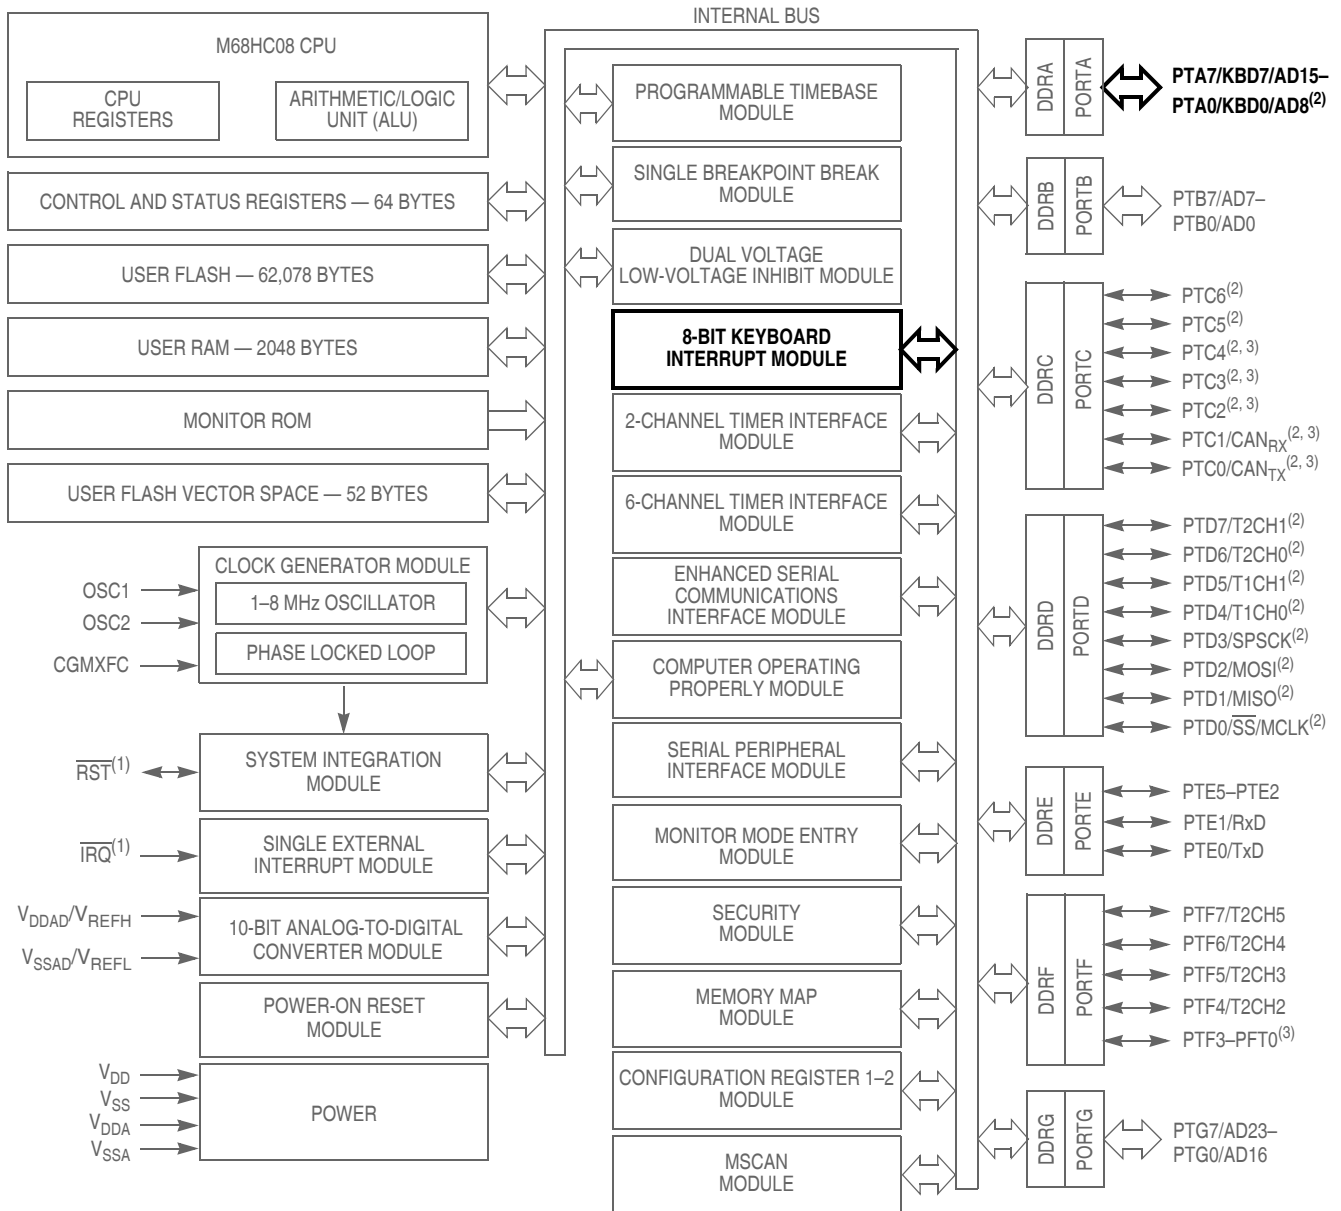 INTERNAL BUS
M68HC08 CPU
CPU
REGISTERS
ARITHMETIC/LOGIC
UNIT (ALU)
CONTROL AND STATUS REGISTERS — 64 BYTES
USER FLASH — 62,078 BYTES
USER RAM — 2048 BYTES
MONITOR ROM
USER FLASH VECTOR SPACE — 52 BYTES
CLOCK GENERATOR MODULE
1–8 MHz OSCILLATOR
PHASE LOCKED LOOP
OSC1
OSC2
CGMXFC
SYSTEM INTEGRATION
MODULE
RST(1)
SINGLE EXTERNAL
INTERRUPT MODULE
IRQ(1)
10-BIT ANALOG-TO-DIGITAL
CONVERTER MODULE
VDDAD/VREFH
VSSAD/VREFL
POWER-ON RESET
MODULE
POWER
VDD
VSS
VDDA
VSSA
PROGRAMMABLE TIMEBASE
MODULE
SINGLE BREAKPOINT BREAK
MODULE
DUAL VOLTAGE
LOW-VOLTAGE INHIBIT MODULE
8-BIT KEYBOARD
INTERRUPT MODULE
2-CHANNEL TIMER INTERFACE
MODULE
6-CHANNEL TIMER INTERFACE
MODULE
ENHANCED SERIAL
COMMUNICATIONS
INTERFACE MODULE
COMPUTER OPERATING
PROPERLY MODULE
SERIAL PERIPHERAL
INTERFACE MODULE
MONITOR MODE ENTRY
MODULE
SECURITY
MODULE
MEMORY MAP
MODULE
CONFIGURATION REGISTER 1–2
MODULE
MSCAN
MODULE
DDRA
PORTA
PTA7/KBD7/AD15–
PTA0/KBD0/AD8(2)
DDRB
PORTB
PTB7/AD7–
PTB0/AD0
DDRC
PORTC
PTC6(2)
PTC5(2)
PTC4(2, 3)
PTC3(2, 3)
PTC2(2, 3)
PTC1/CANRX(2, 3)
PTC0/CANTX(2, 3)
DDRD
PORTD
PTD7/T2CH1(2)
PTD6/T2CH0(2)
PTD5/T1CH1(2)
PTD4/T1CH0(2)
PTD3/SPSCK(2)
PTD2/MOSI(2)
PTD1/MISO(2)
PTD0/SS/MCLK(2)
DDRE
PORTE
PTE5–PTE2
PTE1/RxD
PTE0/TxD
DDRF
PORTF
PTF7/T2CH5
PTF6/T2CH4
PTF5/T2CH3
PTF4/T2CH2
PTF3–PFT0(3)
DDRG
PORTG
PTG7/AD23–
PTG0/AD16